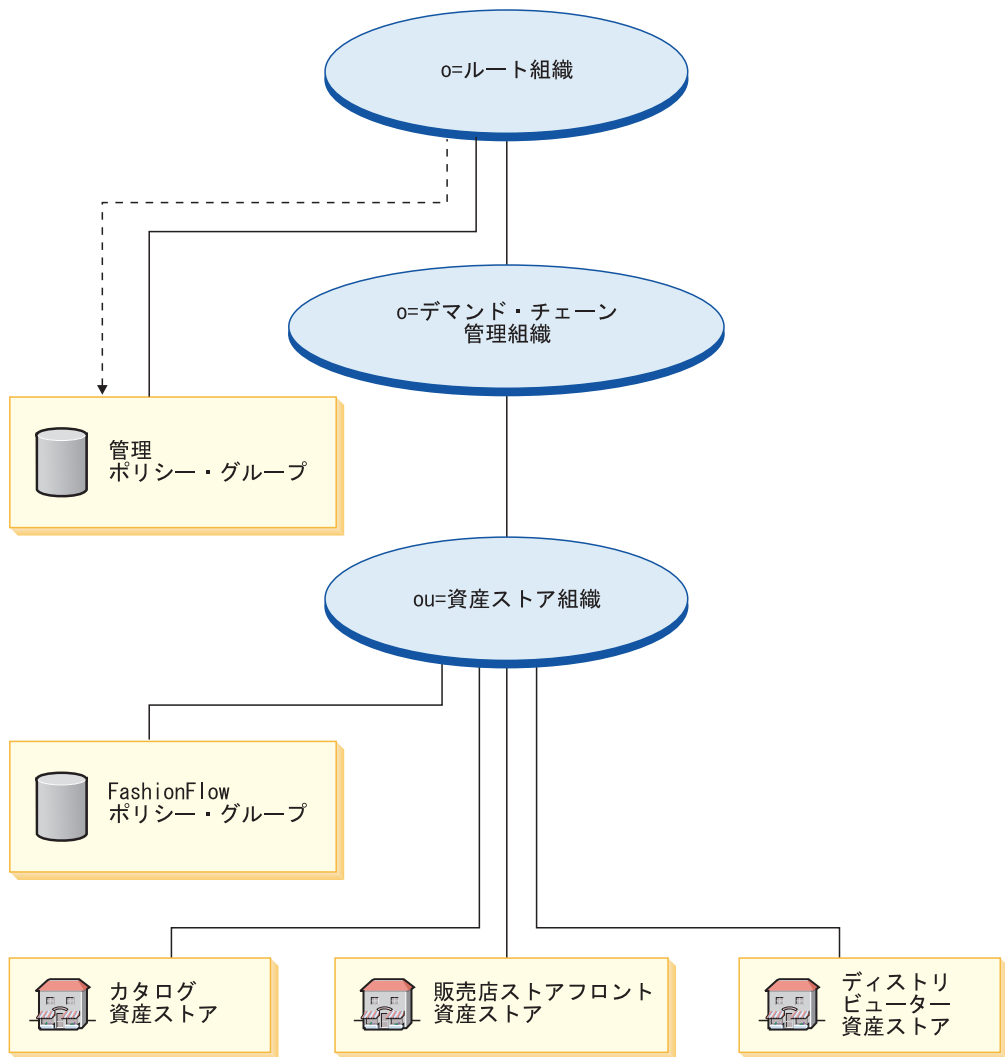 o=ルート組織
o=デマンド・チェーン
管理組織
管理
ポリシー・グループ
ou=資産ストア組織
FashionFlow
ポリシー・グループ
カタログ
資産ストア
販売店ストアフロント
資産ストア
ディストリ
ビューター
資産ストア